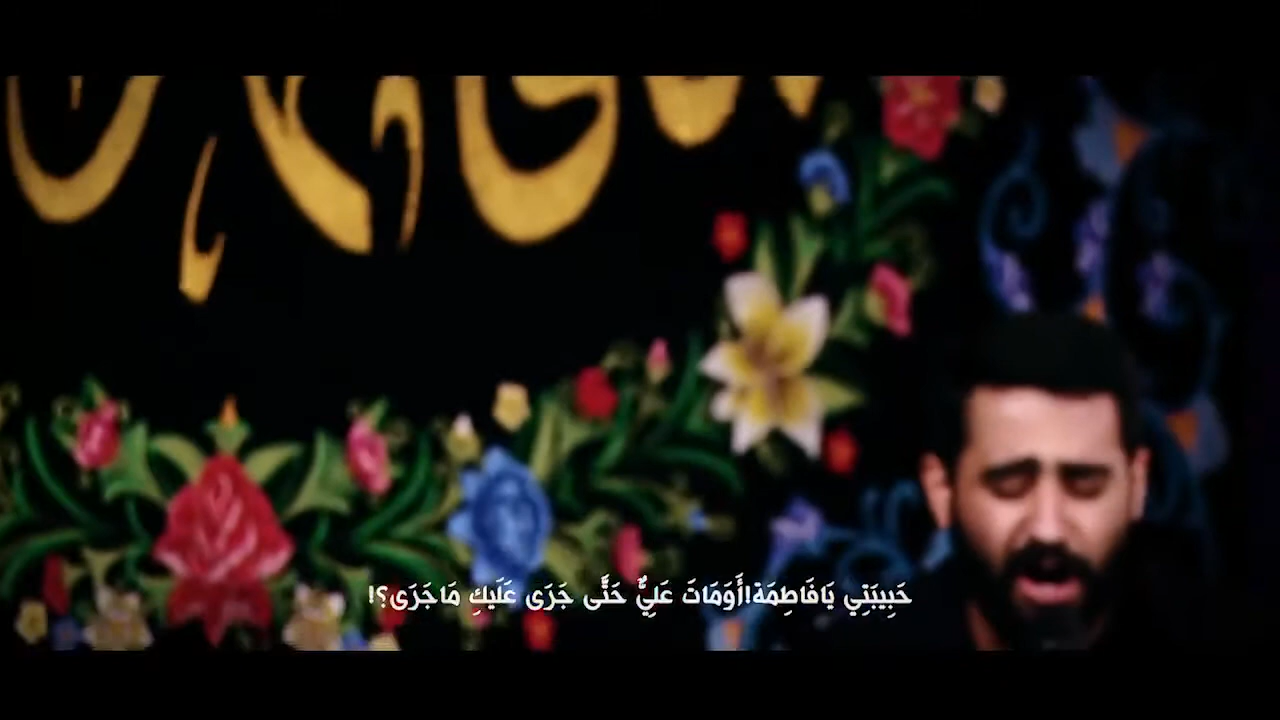 حَبِيبَتِي يَافَاطِمَهْ!أَوَمَاتَ عَلِيٌّ حَتَّى جَرَى عَلَيكِ مَاجَرَى؟!